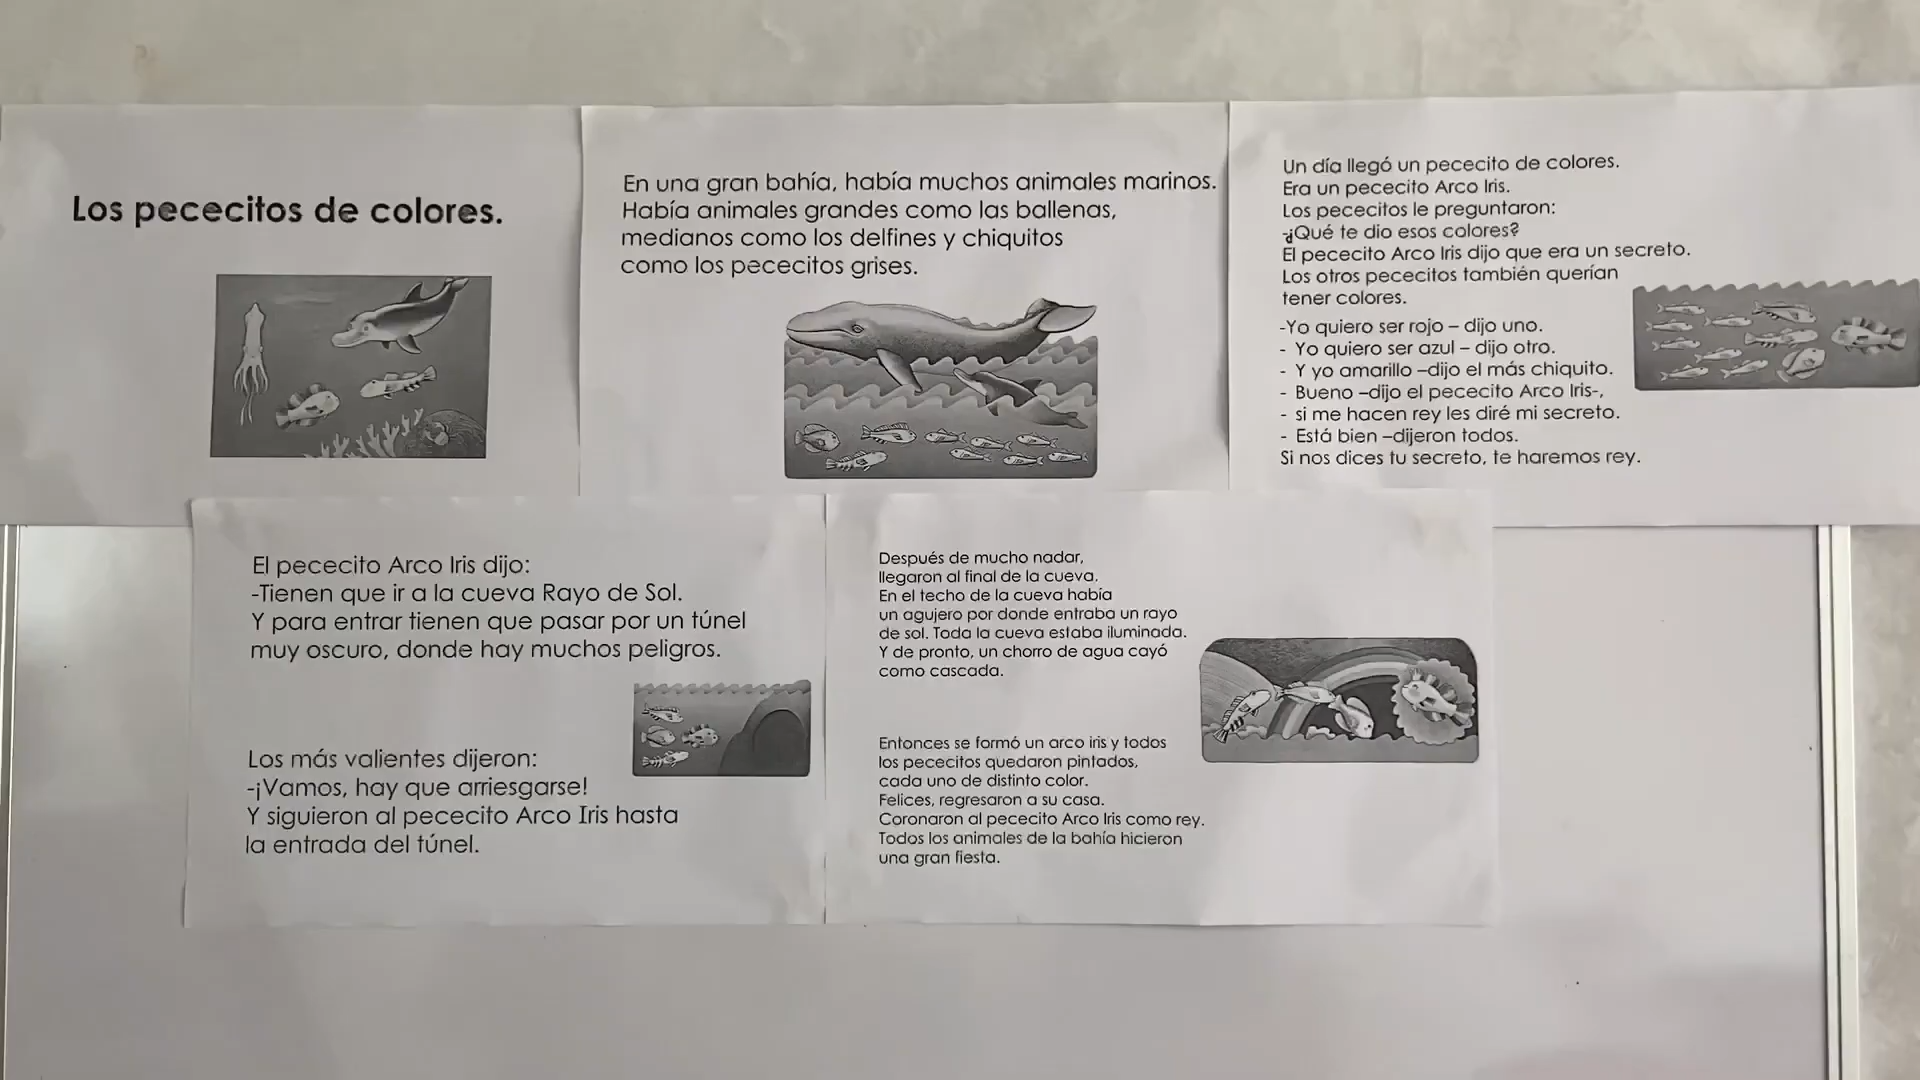 Los pececitos de colores.
En una gran bahía, había muchos animales marinos.
Había animales grandes como las ballenas,
medianos como los delfines y chiquitos
como los pececitos grises.
Un día llegó un pececito de colores.
Era un pececito Arco Iris.
Los pececitos le preguntaron:
-¿Qué te dio esos colores?
El pececito Arco Iris dijo que era un secreto.
Los otros pececitos también querían
tener colores.
-Yo quiero ser rojo – dijo uno.
- Yo quiero ser azul – dijo otro.
- Y yo amarillo –dijo el más chiquito.
- Bueno –dijo el pececito Arco Iris-,
- si me hacen rey les diré mi secreto.
- Está bien –dijeron todos.
Si nos dices tu secreto, te haremos rey.
El pececito Arco Iris dijo:
-Tienen que ir a la cueva Rayo de Sol.
Y para entrar tienen que pasar por un túnel
muy oscuro, donde hay muchos peligros.
Los más valientes dijeron:
-¡Vamos, hay que arriesgarse!
Y siguieron al pececito Arco Iris hasta
la entrada del túnel.
Después de mucho nadar,
llegaron al final de la cueva.
En el techo de la cueva había
un agujero por donde entraba un rayo
de sol. Toda la cueva estaba iluminada.
Y de pronto, un chorro de agua cayó
como cascada.
Entonces se formó un arco iris y todos
los pececitos quedaron pintados,
cada uno de distinto color.
Felices, regresaron a su casa.
Coronaron al pececito Arco Iris como rey.
Todos los animales de la bahía hicieron
una gran fiesta.